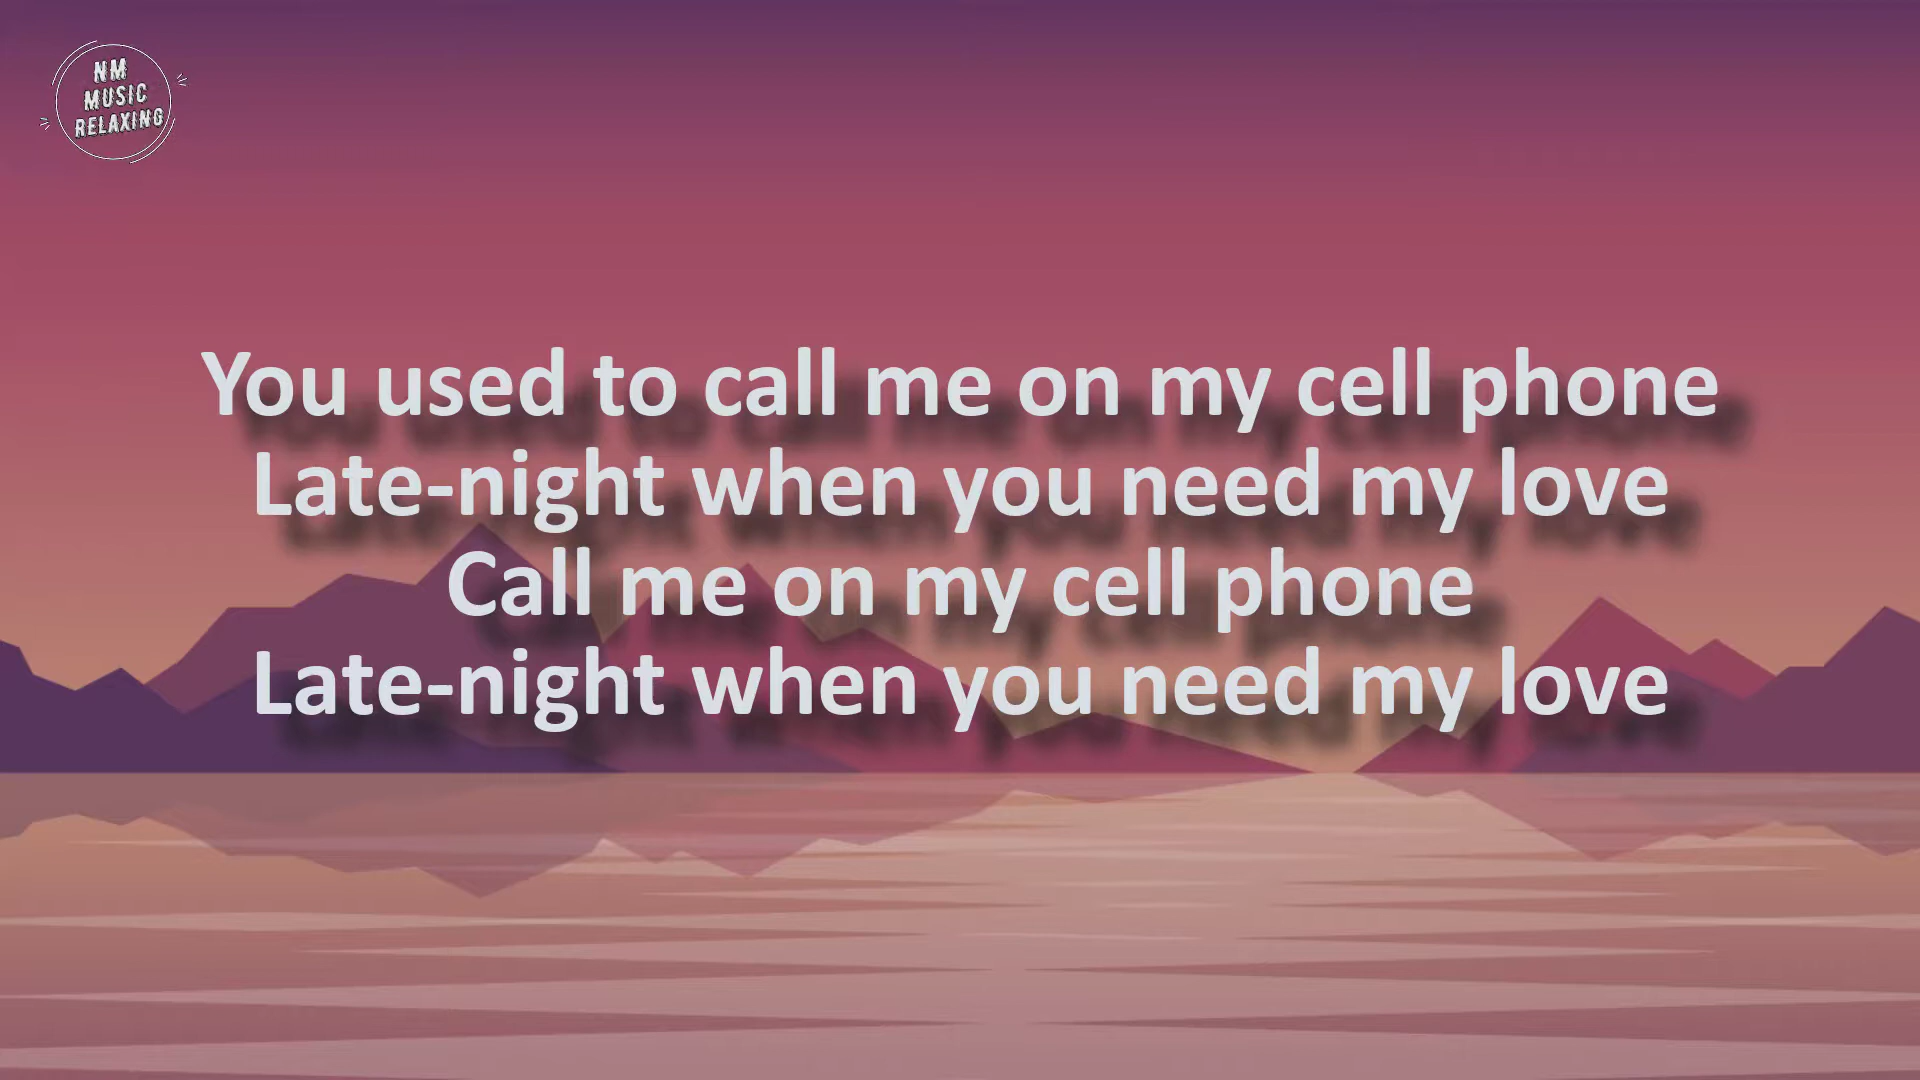 NM
MUSIC
RELAXING
You used to call me on my cell phone
Late-night when you need my love
Call me on my cell phone
Late-night when you need my love